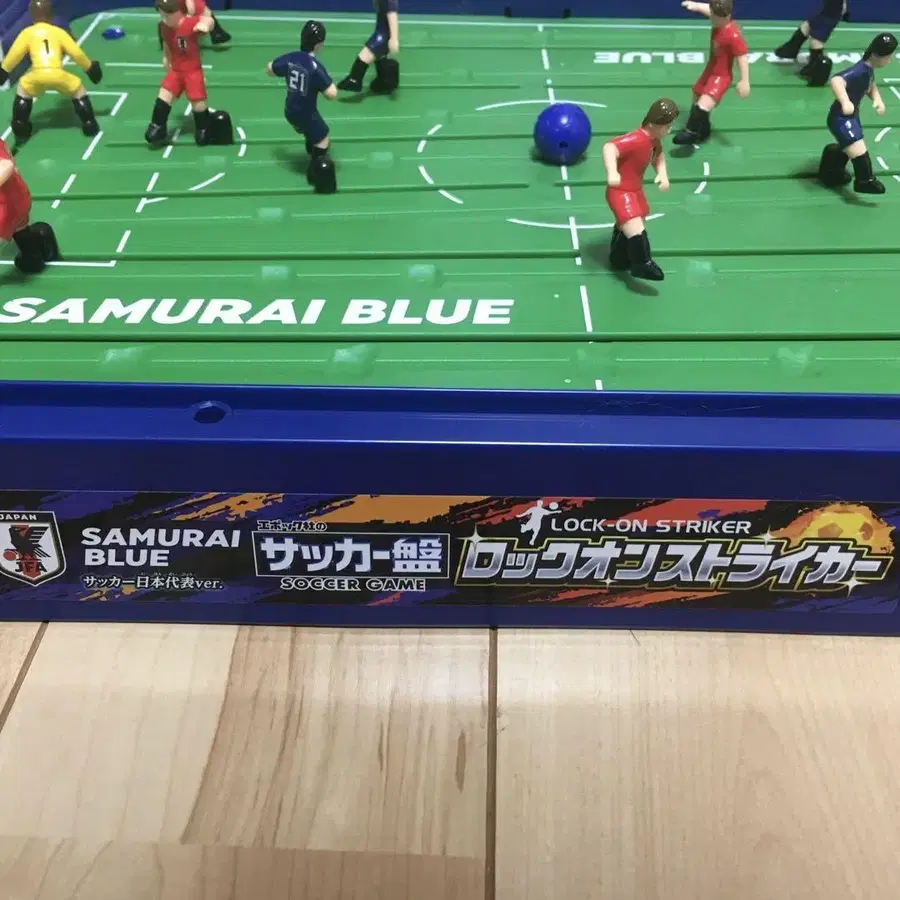 1
21
SAMURAI BLUE
SAMURAI BLUE
JAPAN
JFA
SAMURAI
BLUE
サッカー日本代表ver.
エポック社の
サッカー盤
SOCCER GAME
LOCK-ON STRIKER
ロックオンストライカー